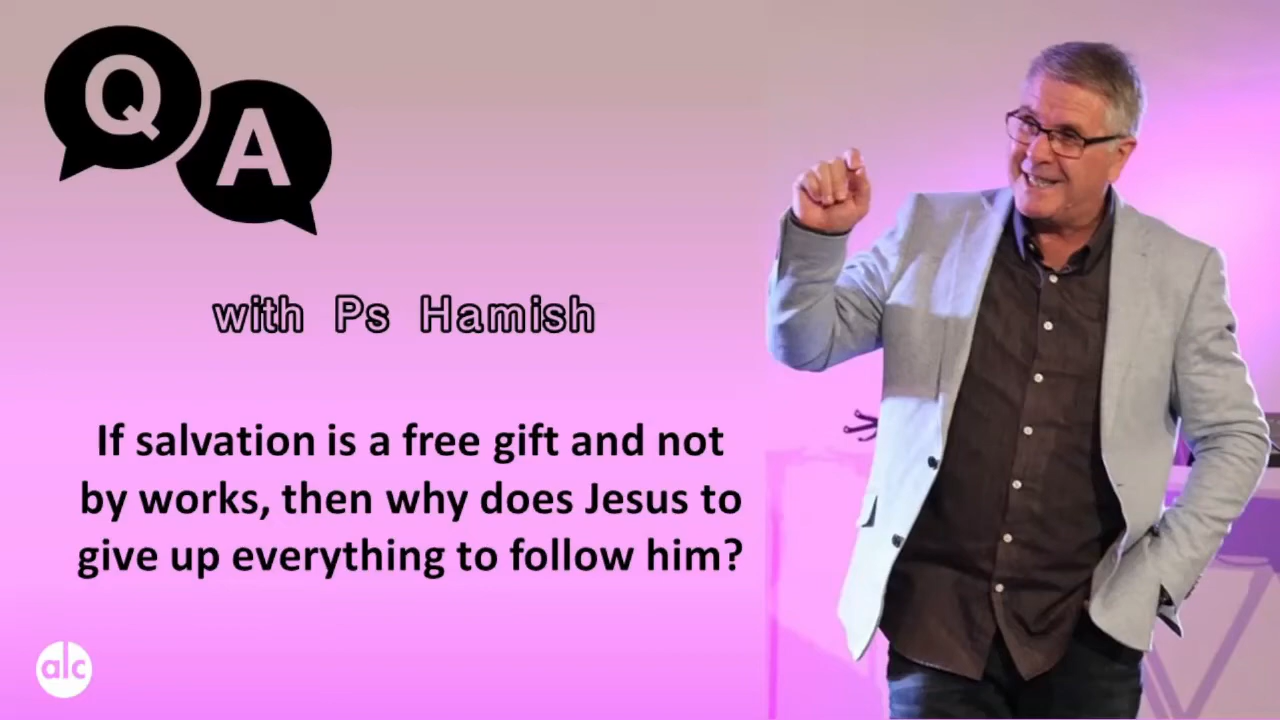 Q
A
with Ps Hamish
If salvation is a free gift and not
by works, then why does Jesus to
give up everything to follow him?
alc